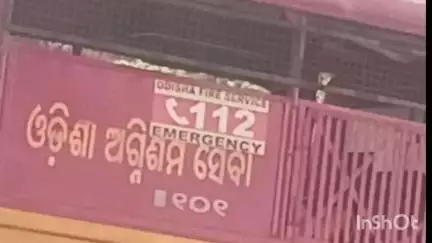 ODISHA FIRE SERVICE
112
EMERGENCY
ଓଡ଼ିଶା ଅଗ୍ନିଶମ ସେବା
୧୦୧
InShOt